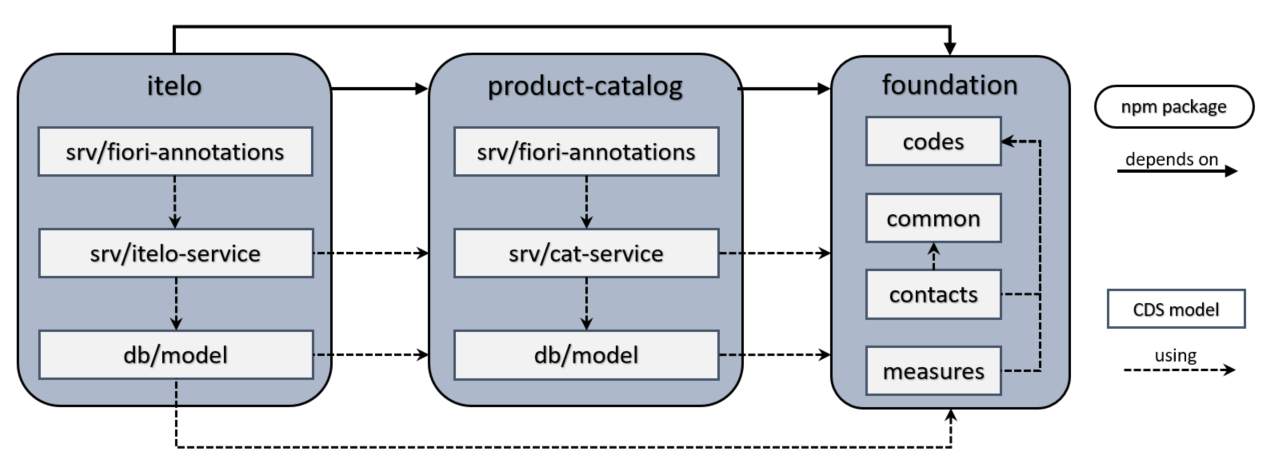 itelo
srv/fiori-annotations
srv/itelo-service
db/model
product-catalog
srv/fiori-annotations
srv/cat-service
db/model
foundation
codes
common
contacts
measures
npm package
depends on
CDS model
using